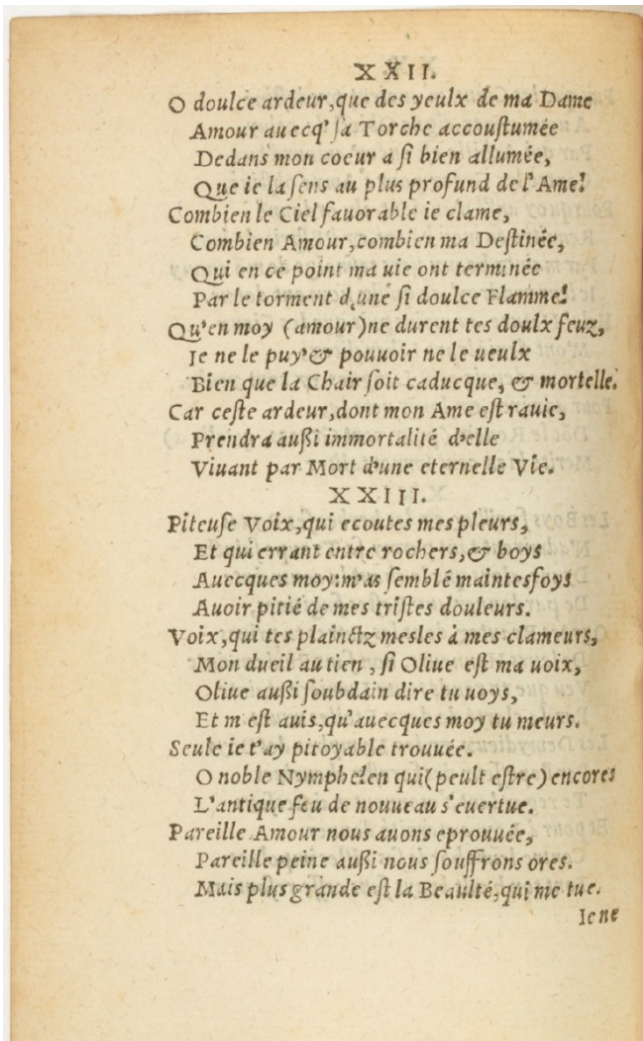 XXII.
O doulce ardeur, que des yeulx de ma Dame
Amour auecq' sa Torche accoustumée
Dedans mon coeur a si bien allumée,
Que ie la sens au plus profund de l'Ame!
Combien le Ciel fauorable ie clame,
Combien Amour, combien ma Destinée,
Qui en ce point ma uie ont terminée
Par le torment d,une si doulce Flamme!
Qu'en moy (amour) ne durent tes doulx feuz,
Ie ne le puy' & pouuoir ne le ueulx
Bien que la Chair soit caducque, & mortelle.
Car ceste ardeur, dont mon Ame est rauie,
Prendra außi immortalité d'elle
Viuant par Mort d'une eternelle Vie.
XXIII.
Piteuse Voix, qui ecoutes mes pleurs,
Et qui errant entre rochers, & boys
Auecques moy: m'as semblé maintesfoys
Auoir pitié de mes tristes douleurs.
Voix, qui tes plainctz mesles à mes clameurs,
Mon dueil au tien, si Oliue est ma uoix,
Oliue außi soubdain dire tu uoys,
Et m est auis, qu'auecques moy tu meurs.
Seule ie t'ay pitoyable trouuée.
O noble Nymphe! en qui (peult estre) encores
L'antique feu de nouueau s'euertue.
Pareille Amour nous auons eprouuée,
Pareille peine außi nous souffrons ores.
Mais plus grande est la Beaulté, qui me tue.
Ie ne